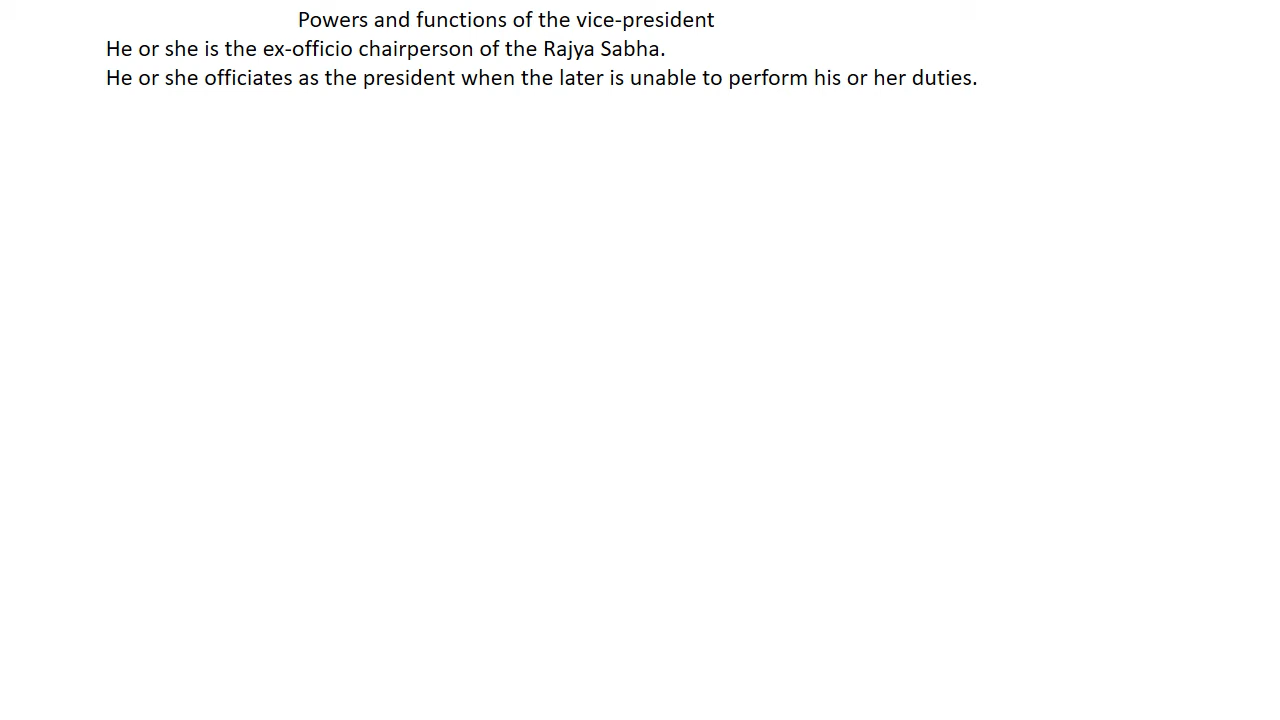 Powers and functions of the vice-president
He or she is the ex-officio chairperson of the Rajya Sabha.
He or she officiates as the president when the later is unable to perform his or her duties.